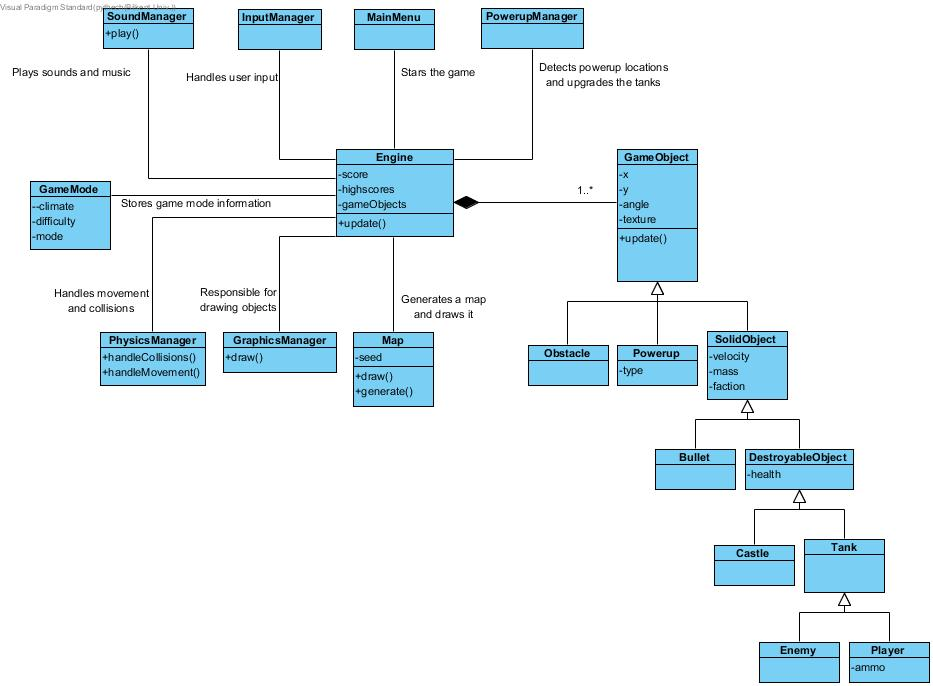 Visual Paradigm Standard(
SoundManager
+play()
InputManager
MainMenu
PowerupManager
Plays sounds and music
Handles user input
Stars the game
Detects powerup locations
and upgrades the tanks
Engine
-score
-highscores
-gameObjects
+update()
GameObject
-x
-y
-angle
-texture
+update()
1..*
GameMode
--climate
-difficulty
-mode
Stores game mode information
Handles movement
and collisions
Responsible for
drawing objects
Generates a map
and draws it
PhysicsManager
+handleCollisions()
+handleMovement()
GraphicsManager
+draw()
Map
-seed
+draw()
+generate()
Obstacle
Powerup
-type
SolidObject
-velocity
-mass
-faction
Bullet
DestroyableObject
-health
Castle
Tank
Enemy
Player
-ammo